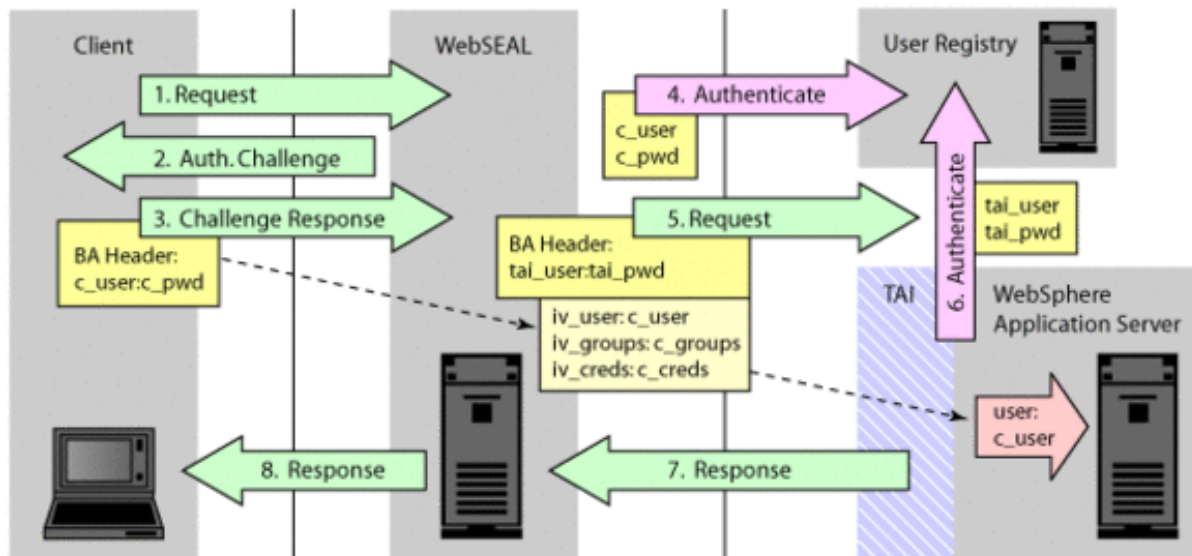 Client
WebSEAL
User Registry
1. Request
4. Authenticate
c_user
c_pwd
2. Auth. Challenge
3. Challenge Response
BA Header:
c_user:c_pwd
5. Request
BA Header:
tai_user:tai_pwd
iv_user: c_user
iv_groups: c_groups
iv_creds: c_creds
6. Authenticate
tai_user
tai_pwd
TAI
WebSphere
Application Server
user:
c_user
8. Response
7. Response